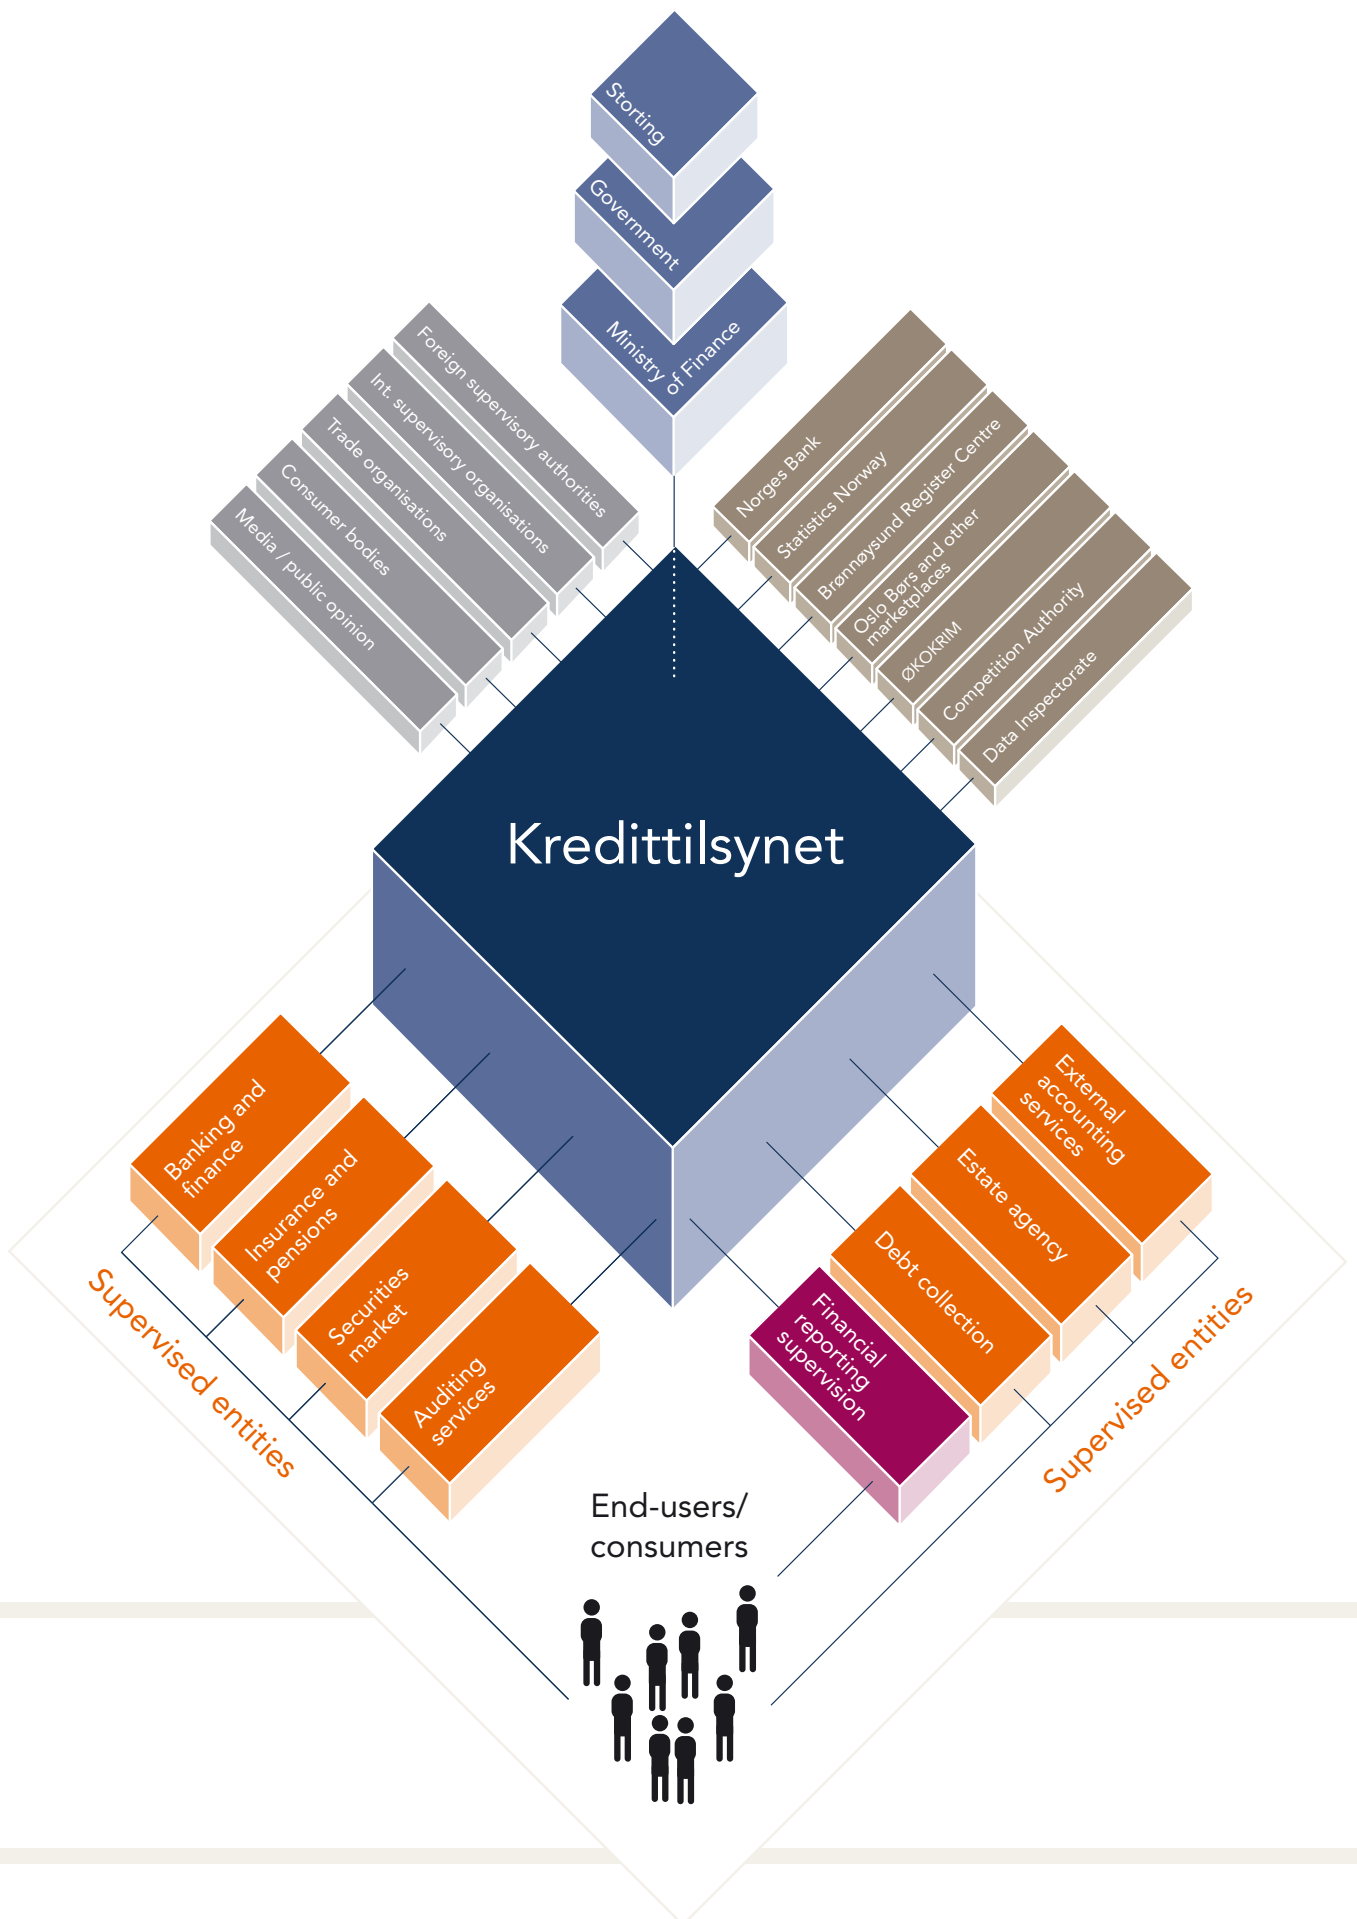 Storting
Government
Ministry
of Finance
Foreign supervisory authorities
Int. supervisory organisations
Trade organisations
Consumer bodies
Media / public opinion
Norges Bank
Statistics Norway
Brønnøysund Register Centre
Oslo Børs and other
marketplaces
ØKOKRIM
Competition Authority
Data Inspectorate
Kredittilsynet
Banking and
finance
Insurance and
pensions
Securities
market
Auditing
services
Supervised entities
External
accounting
services
Estate agency
Debt collection
Financial
reporting
supervision
Supervised entities
End-users/
consumers